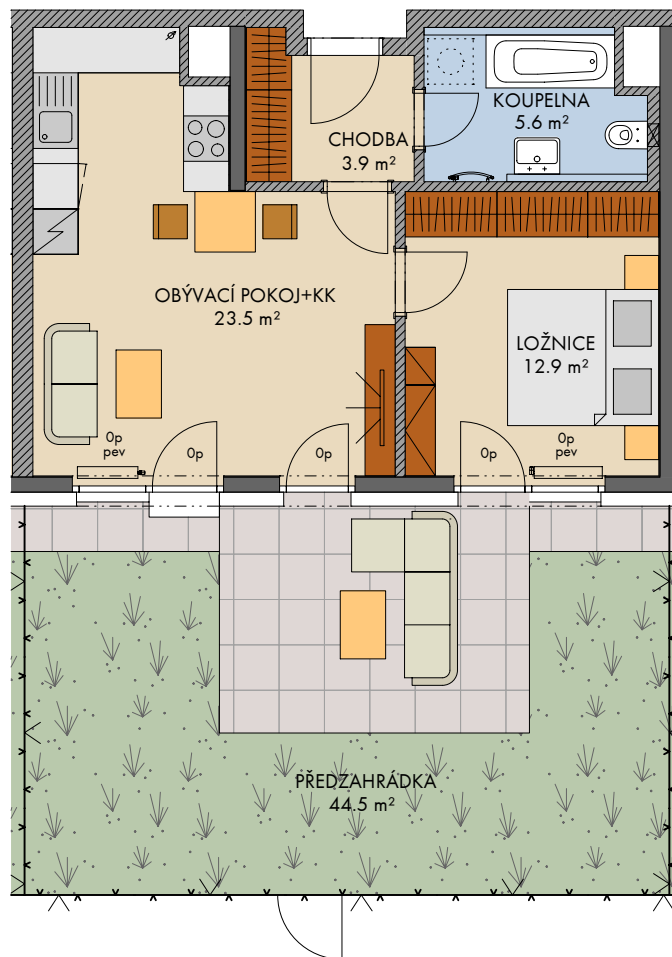 KOUPELNA
5.6 m²
CHODBA
3.9 m²
OBÝVACÍ POKOJ+KK
23.5 m²
LOŽNICE
12.9 m²
0p
pev
0p
0p
0p
0p
pev
PŘEDZAHRÁDKA
44.5 m²